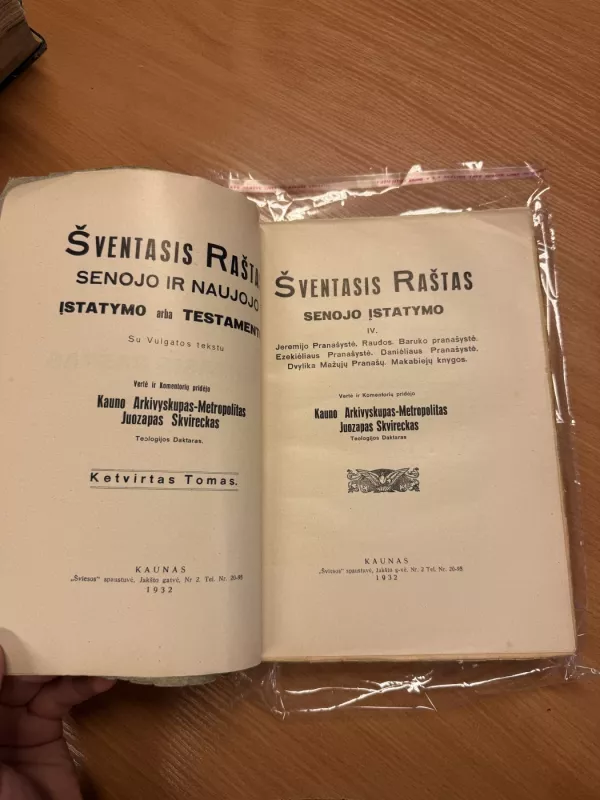 ŠVENTASIS RAŠTA
SENOJO IR NAUJOJO
ĮSTATYMO arba TESTAMENT
Su Vulgatos tekstu
Vertė ir Komentorių pridėjo
Kauno Arkivyskupas-Metropolitas
Juozapas Skvireckas
Teologijos Daktaras.
Ketvirtas Tomas.
KAUNAS
„Šviesos" spaustuvė, Jakšto gatvė, Nr 2 Tel. Nr. 20-98
1932
ŠVENTASIS RAŠTAS
SENOJO ĮSTATYMO
IV.
Jeremijo Pranašystė, Raudos. Baruko pranašystė.
Ezekiėliaus Pranašystė. Daniėliaus Pranašystė.
Dvylika Mažųjų Pranašų. Makabiejų knygos.
Vertė ir Komentorių pridėjo
Kauno Arkivyskupas-Metropolitas
Juozapas Skvireckas
Teologijos Daktaras
KAUNAS
„Šviesos" spaustuvė, Jakšto g-vė, Nr. 2 Tel. Nr. 20-98
1932